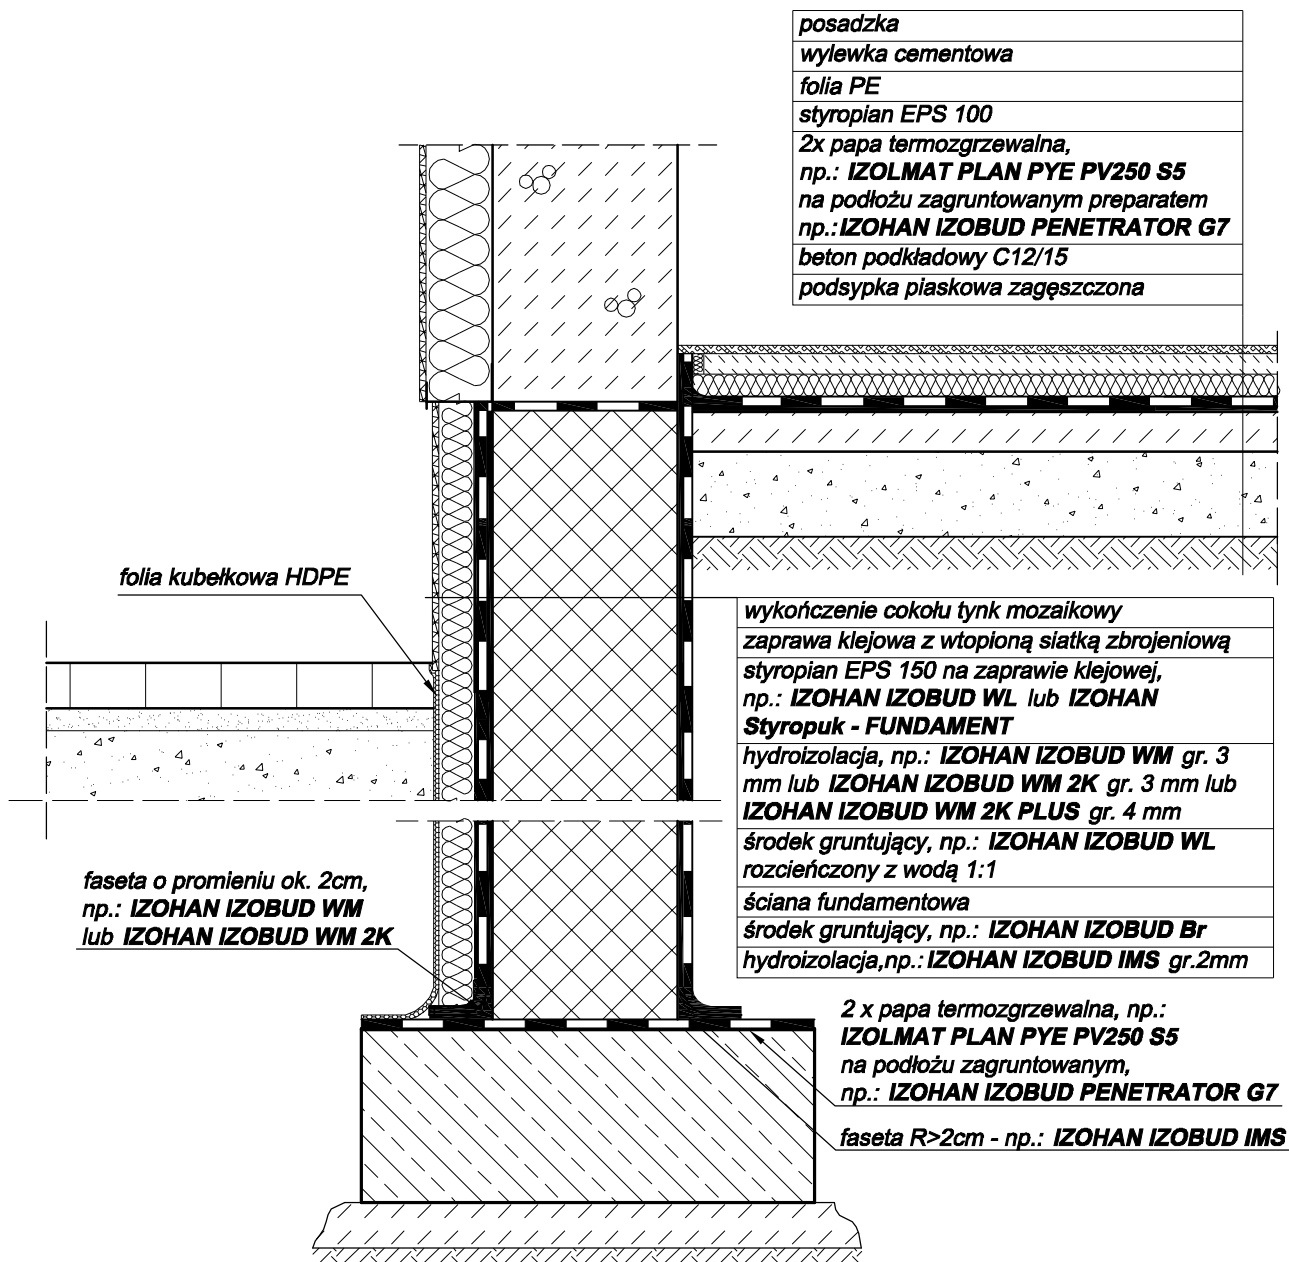 posadzka
wylewka cementowa
folia PE
styropian EPS 100
2x papa termozgrzewalna,
np.: IZOLMAT PLAN PYE PV250 S5
na podłożu zagruntowanym preparatem
np.:IZOHAN IZOBUD PENETRATOR G7
beton podkładowy C12/15
podsypka piaskowa zagęszczona
folia kubełkowa HDPE
wykończenie cokołu tynk mozaikowy
zaprawa klejowa z wtopioną siatką zbrojeniową
styropian EPS 150 na zaprawie klejowej,
np.: IZOHAN IZOBUD WL lub IZOHAN
Styropuk - FUNDAMENT
hydroizolacja, np.: IZOHAN IZOBUD WM gr. 3
mm lub IZOHAN IZOBUD WM 2K gr. 3 mm lub
IZOHAN IZOBUD WM 2K PLUS gr. 4 mm
środek gruntujący, np.: IZOHAN IZOBUD WL
rozcieńczony z wodą 1:1
ściana fundamentowa
środek gruntujący, np.: IZOHAN IZOBUD Br
hydroizolacja,np.: IZOHAN IZOBUD IMS gr.2mm
faseta o promieniu ok. 2cm,
np.: IZOHAN IZOBUD WM
lub IZOHAN IZOBUD WM 2K
2 x papa termozgrzewalna, np.:
IZOLMAT PLAN PYE PV250 S5
na podłożu zagruntowanym,
np.: IZOHAN IZOBUD PENETRATOR G7
faseta R>2cm - np.: IZOHAN IZOBUD IMS